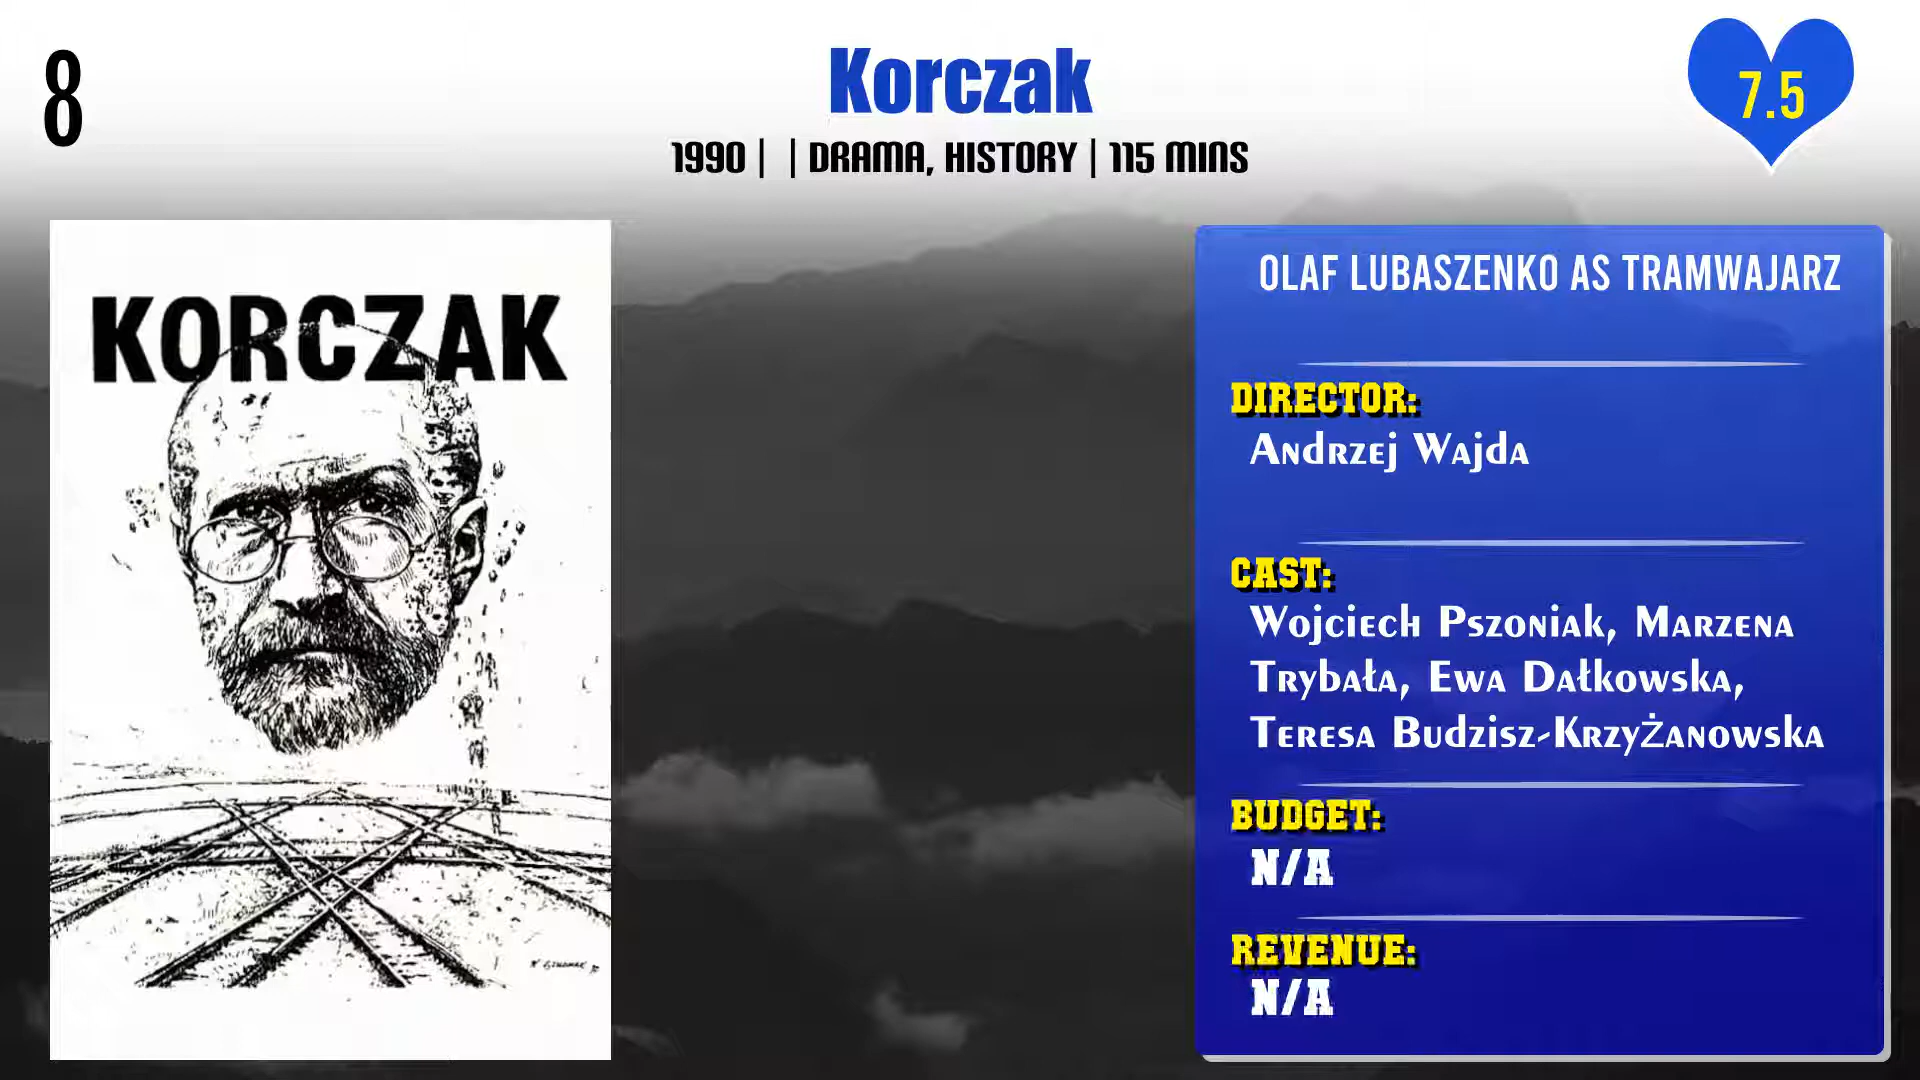 8
Korczak
7.5
1990 | | DRAMA, HISTORY | 115 MINS
KORCZAK
OLAF LUBASZENKO AS TRAMWAJARZ
DIRECTOR:
Andrzej Wajda
CAST:
Wojciech Pszoniak, Marzena
Trybała, Ewa Dałkowska,
Teresa Budzisz-Krzyżanowska
BUDGET:
N/A
REVENUE:
N/A